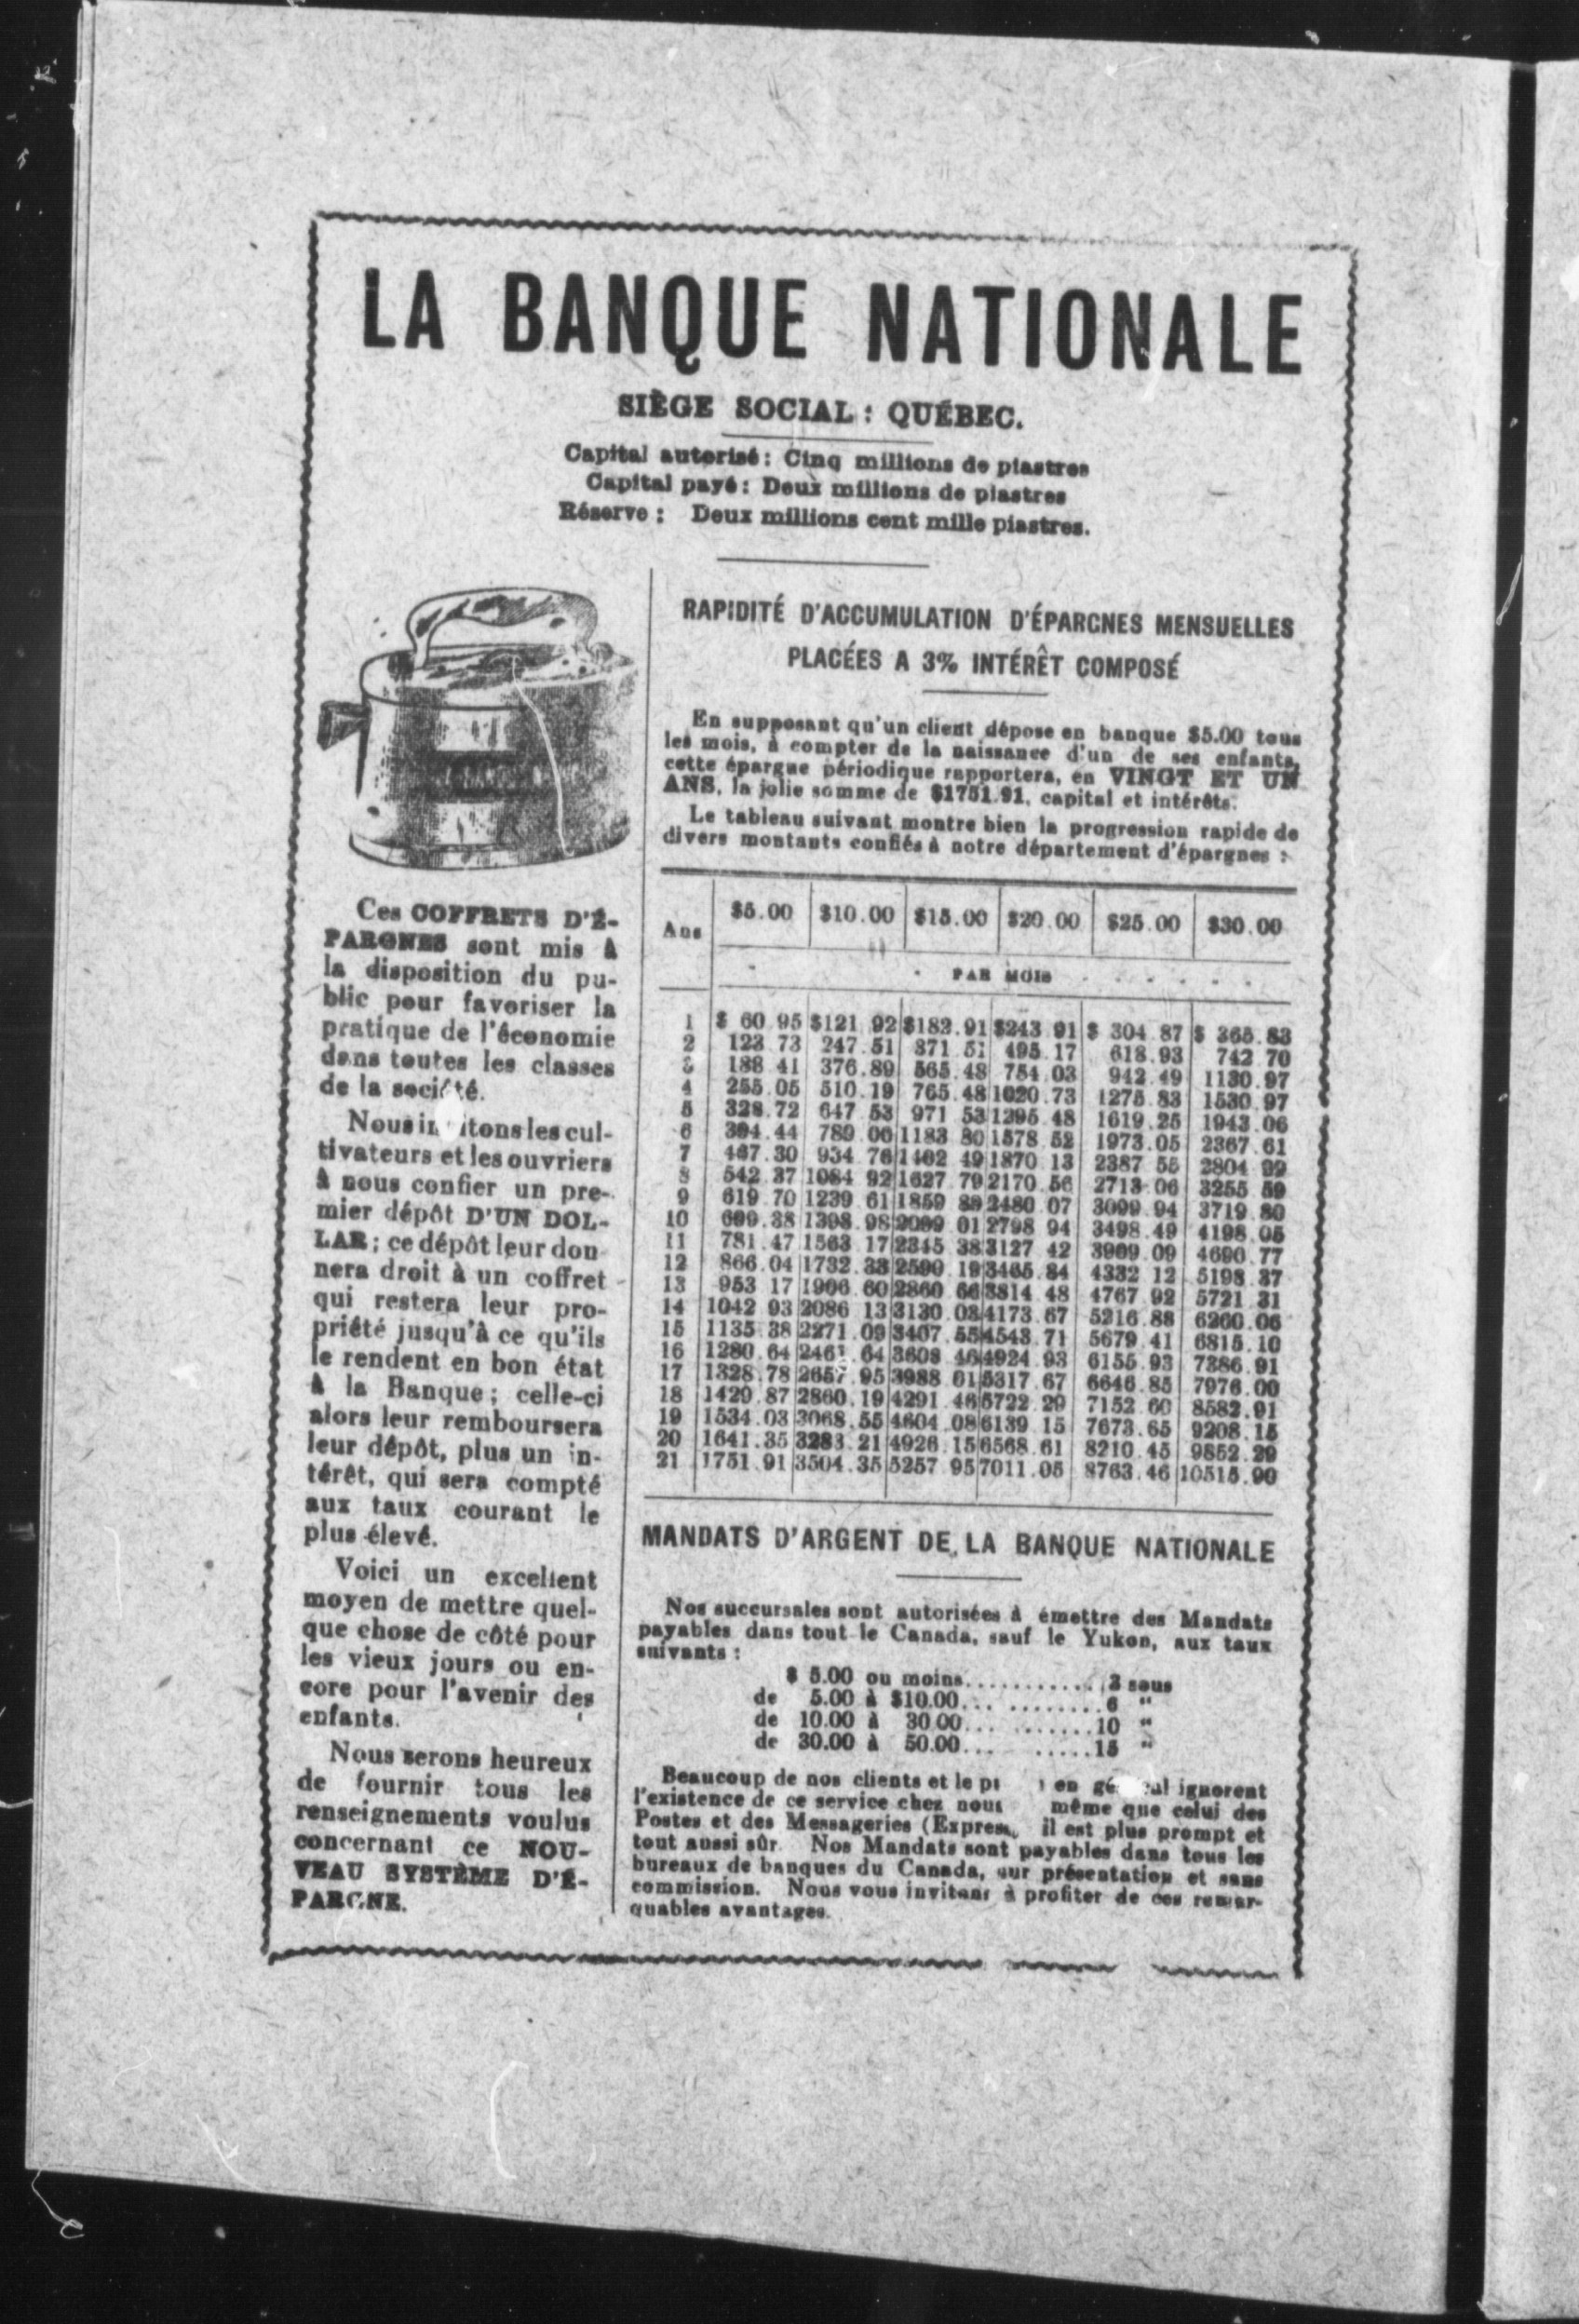 LA BANQUE NATIONALE
SIÈGE SOCIAL : QUÉBEC.
Capital autorisé : Cinq millions de piastres
Capital payé : Deux millions de piastres
Réserve : Deux millions cent mille piastres.
Ces COFFRETS D'É-
PARGNES sont mis à
la disposition du pu-
blic pour favoriser la
pratique de l'économie
dans toutes les classes
de la société.
Nous invitons les cul-
tivateurs et les ouvriers
à nous confier un pre-
mier dépôt D'UN DOL-
LAR ; ce dépôt leur don
nera droit à un coffret
qui restera leur pro-
priété jusqu'à ce qu'ils
le rendent en bon état
à la Banque ; celle-ci
alors leur remboursera
leur dépôt, plus un in-
térêt, qui sera compté
aux taux courant le
plus élevé.
Voici un excellent
moyen de mettre quel-
que chose de côté pour
les vieux jours ou en-
core pour l'avenir des
enfants.
Nous serons heureux
de fournir tous les
renseignements voulus
concernant ce NOU-
VEAU SYSTÈME D'É-
PARGNE.
RAPIDITÉ D'ACCUMULATION D'ÉPARGNES MENSUELLES
PLACÉES A 3% INTÉRÊT COMPOSÉ
En supposant qu'un client dépose en banque $5.00 tous
les mois, à compter de la naissance d'un de ses enfants,
cette épargne périodique rapportera, en VINGT ET UN
ANS, la jolie somme de $1751.91, capital et intérêts.
Le tableau suivant montre bien la progression rapide de
divers montants confiés à notre département d'épargnes :
Ans $5.00 $10.00 $15.00 $20.00 $25.00 $30.00
PAR MOIS
1 $ 60.95 $121.92 $182.91 $243.91 $ 304.87 $ 365.83
2 123.73 247.51 371.51 495.17 618.93 742.70
3 188.41 376.89 565.48 754.03 942.49 1130.97
4 255.05 510.19 765.48 1020.73 1275.83 1530.97
5 323.72 647.53 971.53 1295.48 1619.25 1943.06
6 394.44 789.00 1183.80 1578.52 1973.05 2367.61
7 467.30 934.76 1402.49 1870.13 2387.55 2804.99
8 542.37 1084.92 1627.79 2170.56 2713.06 3255.59
9 619.70 1239.61 1859.89 2480.07 3099.94 3719.80
10 699.38 1398.98 2099.01 2798.94 3498.49 4198.05
11 781.47 1563.17 2345.38 3127.42 3909.09 4690.77
12 866.04 1732.33 2590.19 3465.84 4332.12 5198.37
13 953.17 1906.60 2860.66 3814.48 4767.92 5721.31
14 1042.93 2086.13 3130.03 4173.67 5216.88 6260.06
15 1135.38 2271.09 3407.55 4543.71 5679.41 6815.10
16 1280.64 2461.64 3608.46 4924.93 6155.93 7386.91
17 1328.78 2657.95 3988.01 5317.67 6646.85 7976.00
18 1429.87 2860.19 4291.46 5722.29 7152.60 8582.91
19 1534.03 3068.55 4604.08 6139.15 7673.65 9208.15
20 1641.35 3283.21 4926.15 6568.61 8210.45 9852.29
21 1751.91 3504.35 5257.95 7011.05 8763.46 10515.90
MANDATS D'ARGENT DE LA BANQUE NATIONALE
Nos succursales sont autorisées à émettre des Mandats
payables dans tout le Canada, sauf le Yukon, aux taux
suivants :
$ 5.00 ou moins............3 sous
de 5.00 à $10.00... ........6 "
de 10.00 à 30.00... .......10 "
de 30.00 à 50.00... .....15 "
Beaucoup de nos clients et le en général ignorent
l'existence de ce service chez nous même que celui des
Postes et des Messageries (Express, il est plus prompt et
tout aussi sûr. Nos Mandats sont payables dans tous les
bureaux de banques du Canada, sur présentation et sans
commission. Nous vous invitons à profiter de ces remar-
quables avantages.